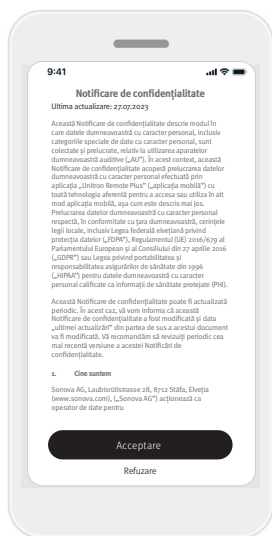 9:41
Notificare de confidențialitate
Ultima actualizare: 27.07.2023
Această Notificare de confidențialitate descrie modul în
care datele dumneavoastră cu caracter personal, inclusiv
categoriile speciale de date cu caracter personal, sunt
colectate și prelucrate, relativ la utilizarea aparatelor
dumneavoastră auditive („AU”). În acest context, această
Notificare de confidențialitate acoperă prelucrarea datelor
dumneavoastră cu caracter personal efectuată prin
aplicația „Unitron Remote Plus” („aplicația mobilă”) cu
toată tehnologia aferentă pentru a accesa sau utiliza în alt
mod aplicația mobilă, așa cum este descris mai jos.
Prelucrarea datelor dumneavoastră cu caracter personal
respectă, în conformitate cu țara dumneavoastră, cerințele
legii locale, inclusiv Legea federală elvețiană privind
protecția datelor („FDPA”), Regulamentul (UE) 2016/679 al
Parlamentului European și al Consiliului din 27 aprilie 2016
(„GDPR”) sau Legea privind portabilitatea și
responsabilitatea asigurărilor de sănătate din 1996
(„HIPAA”) pentru datele dumneavoastră cu caracter
personal calificate ca informații de sănătate protejate (PHI).
Această Notificare de confidențialitate poate fi actualizată
periodic. În acest caz, vă vom informa că această
Notificare de confidențialitate a fost modificată și data
„ultimei actualizări” din partea de sus a acestui document
va fi modificată. Vă recomandăm să revizuiți periodic cea
mai recentă versiune a acestei Notificări de
confidențialitate.
1. Cine suntem
Sonova AG, Laubisrütistrasse 28, 8712 Stäfa, Elveția
(www.sonova.com), („Sonova AG”) acționează ca
operator de date pentru
Acceptare
Refuzare